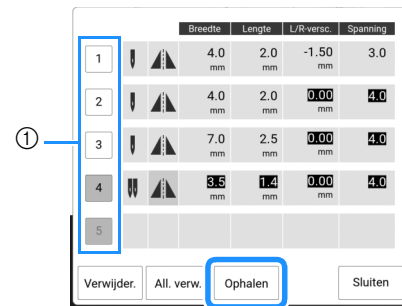 Breedte Lengte L/R-versc. Spanning
1 4.0 mm 2.0 mm -1.50 mm 3.0
2 4.0 mm 2.0 mm 0.00 mm 4.0
① 3 7.0 mm 2.5 mm 0.00 mm 4.0
4 3.5 mm 1.4 mm 0.00 mm 4.0
5
Verwijder. All. verw. Ophalen Sluiten